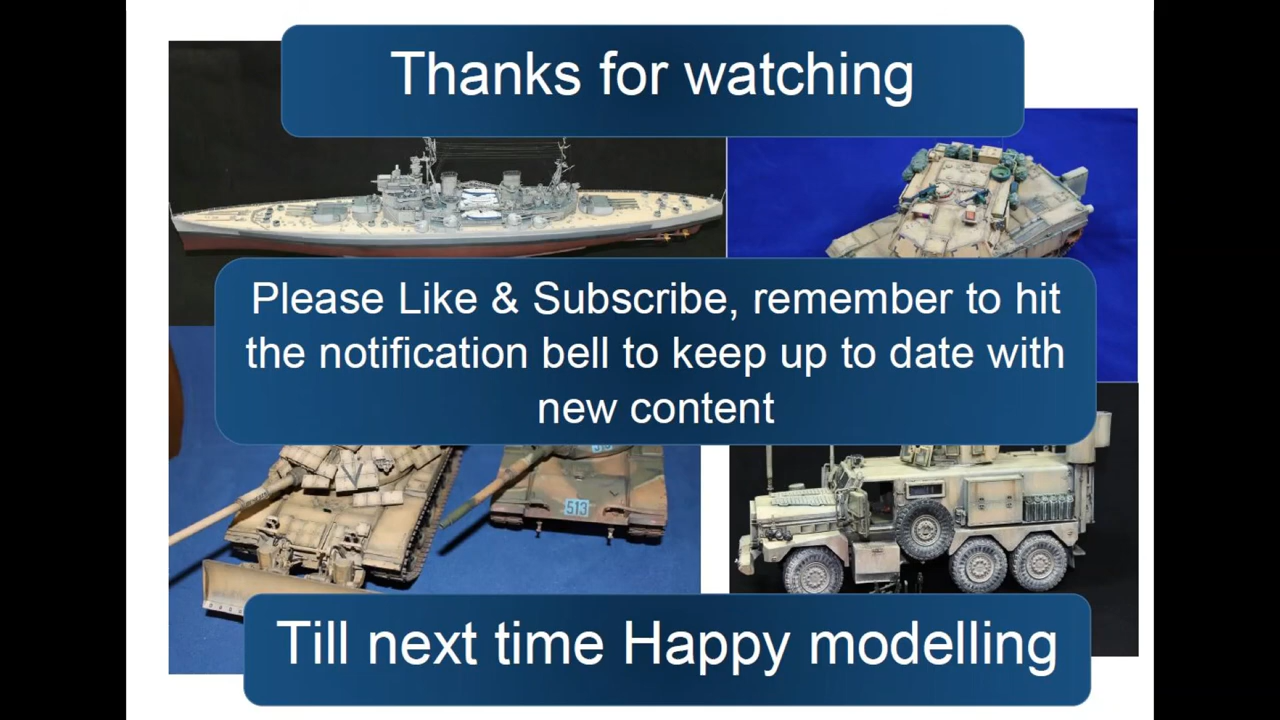 Thanks for watching
Please Like & Subscribe, remember to hit
the notification bell to keep up to date with
new content
513
Till next time Happy modelling